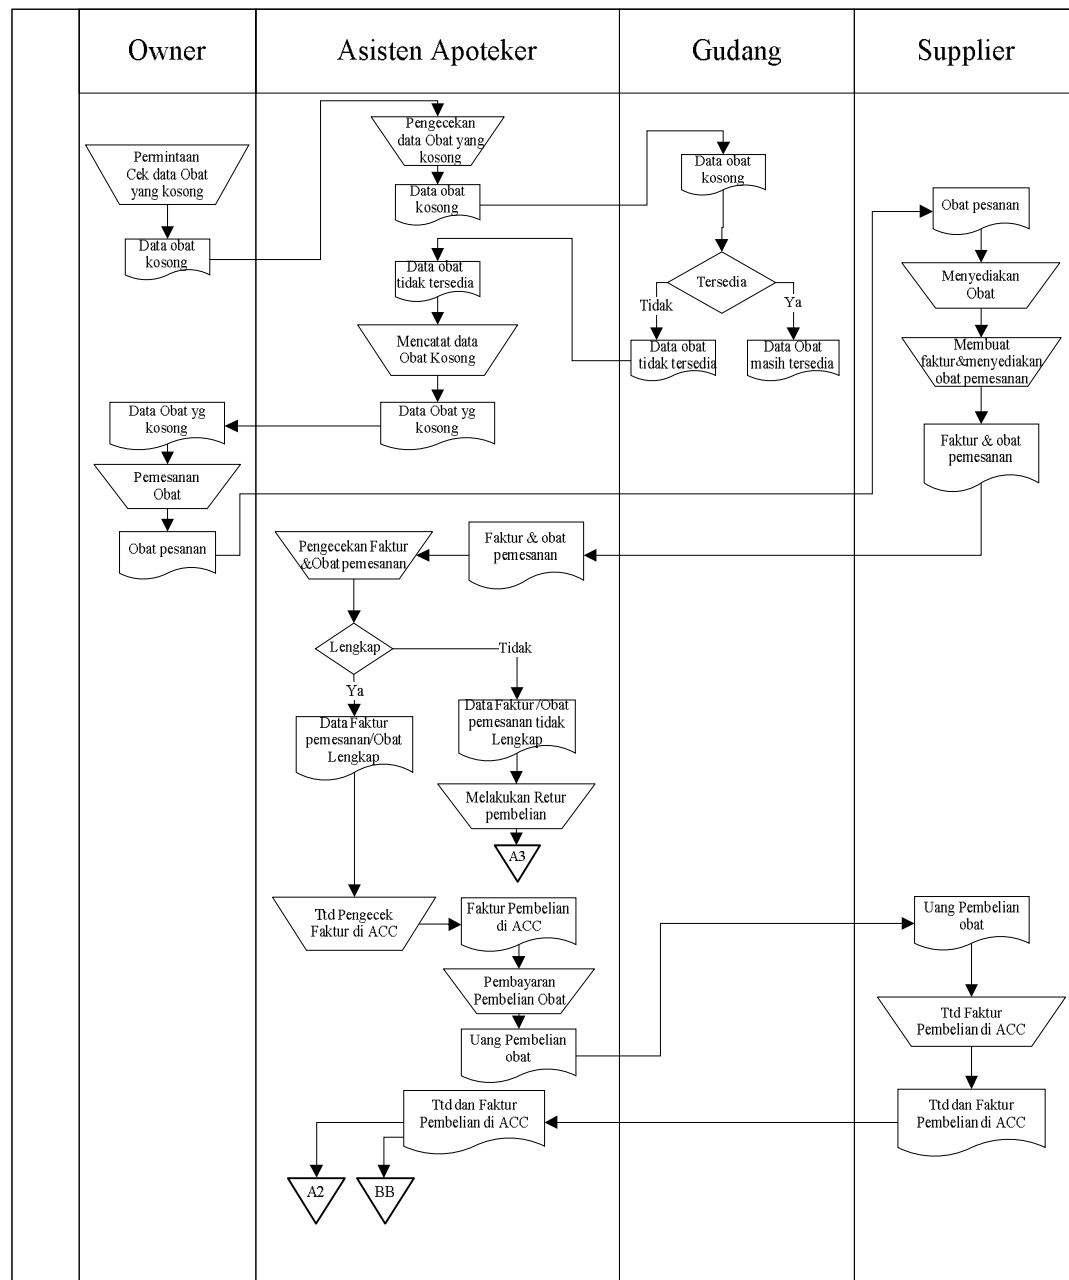 Owner
Asisten Apoteker
Gudang
Supplier
Permintaan
Cek data Obat
yang kosong
Data obat
kosong
Pengecekan
data Obat yang
kosong
Data obat
kosong
Data obat
kosong
Tersedia
Tidak
Ya
Data obat
tidak tersedia
Data Obat
masih tersedia
Data obat
tidak tersedia
Mencatat data
Obat Kosong
Data Obat yg
kosong
Data Obat yg
kosong
Pemesanan
Obat
Obat pesanan
Obat pesanan
Menyediakan
Obat
Membuat
faktur&menyediakan
obat pemesanan
Faktur & obat
pemesanan
Faktur & obat
pemesanan
Pengecekan Faktur
&Obat pemesanan
Lengkap
Tidak
Ya
Data Faktur
pemesanan/Obat
Lengkap
Data Faktur /Obat
pemesanan tidak
Lengkap
Melakukan Retur
pembelian
A3
Ttd Pengecek
Faktur di ACC
Faktur Pembelian
di ACC
Pembayaran
Pembelian Obat
Uang Pembelian
obat
Uang Pembelian
obat
Ttd Faktur
Pembelian di ACC
Ttd dan Faktur
Pembelian di ACC
Ttd dan Faktur
Pembelian di ACC
A2
BB